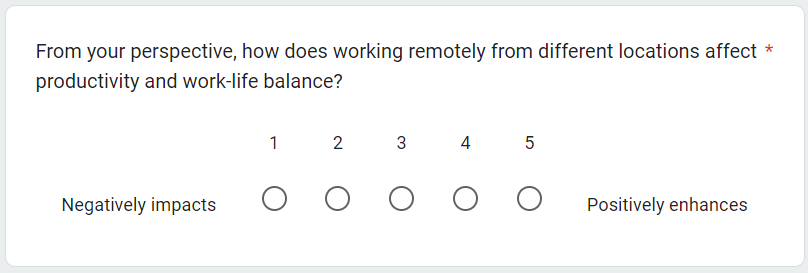 From your perspective, how does working remotely from different locations affect *
productivity and work-life balance?
1 2 3 4 5
Negatively impacts Positively enhances